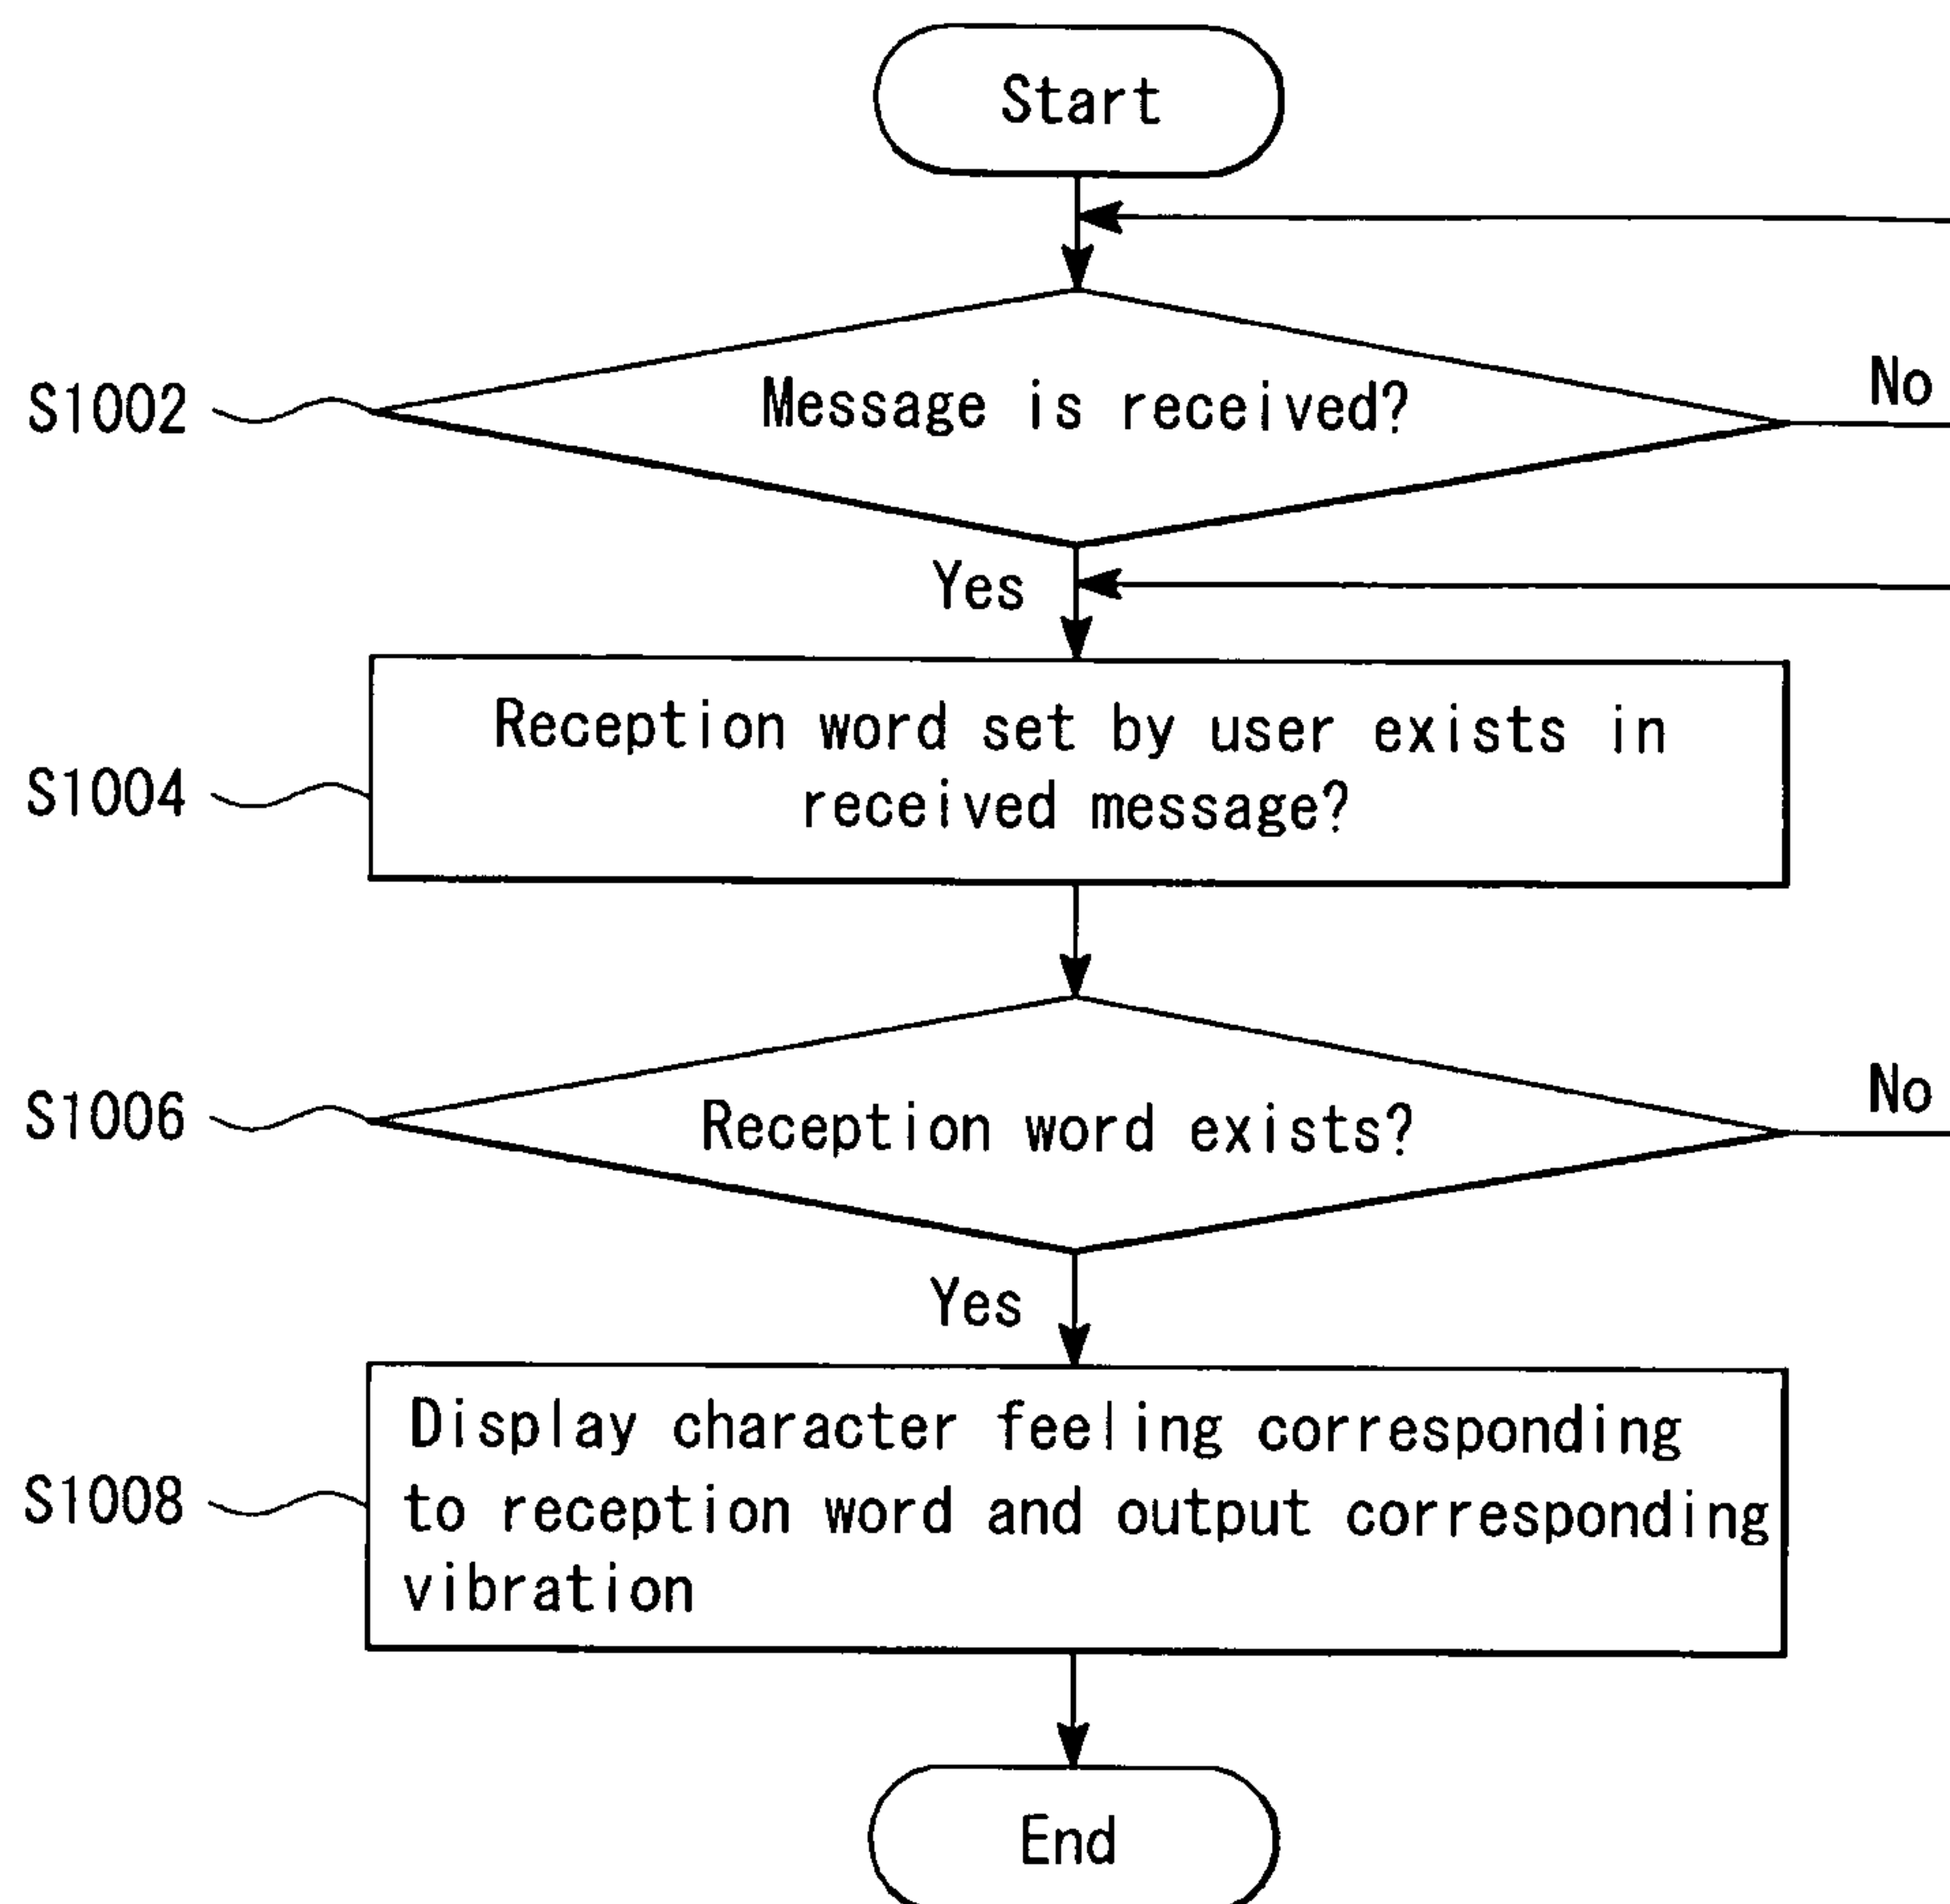 Start
S1002
Message is received?
No
Yes
S1004
Reception word set by user exists in
received message?
S1006
Reception word exists?
No
Yes
S1008
Display character feeling corresponding
to reception word and output corresponding
vibration
End